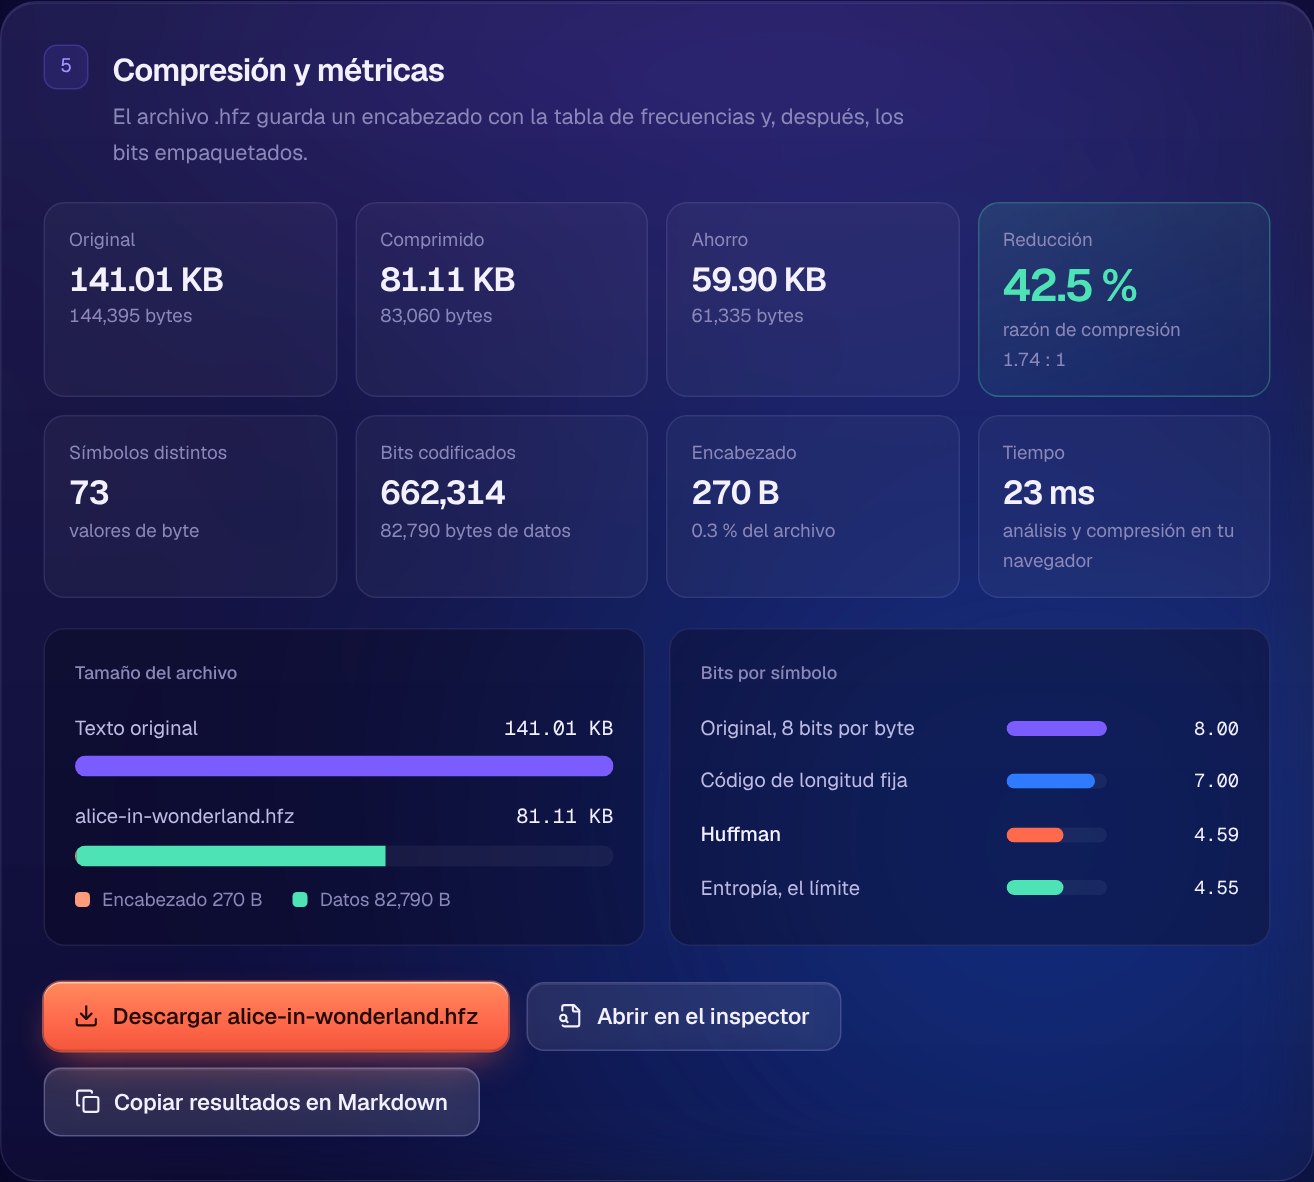 5
Compresión y métricas
El archivo .hfz guarda un encabezado con la tabla de frecuencias y, después, los
bits empaquetados.
Original
141.01 KB
144,395 bytes
Comprimido
81.11 KB
83,060 bytes
Ahorro
59.90 KB
61,335 bytes
Reducción
42.5 %
razón de compresión
1.74 : 1
Símbolos distintos
73
valores de byte
Bits codificados
662,314
82,790 bytes de datos
Encabezado
270 B
0.3 % del archivo
Tiempo
23 ms
análisis y compresión en tu
navegador
Tamaño del archivo
Texto original 141.01 KB
alice-in-wonderland.hfz 81.11 KB
Encabezado 270 B Datos 82,790 B
Bits por símbolo
Original, 8 bits por byte 8.00
Código de longitud fija 7.00
Huffman 4.59
Entropía, el límite 4.55
Descargar alice-in-wonderland.hfz
Abrir en el inspector
Copiar resultados en Markdown